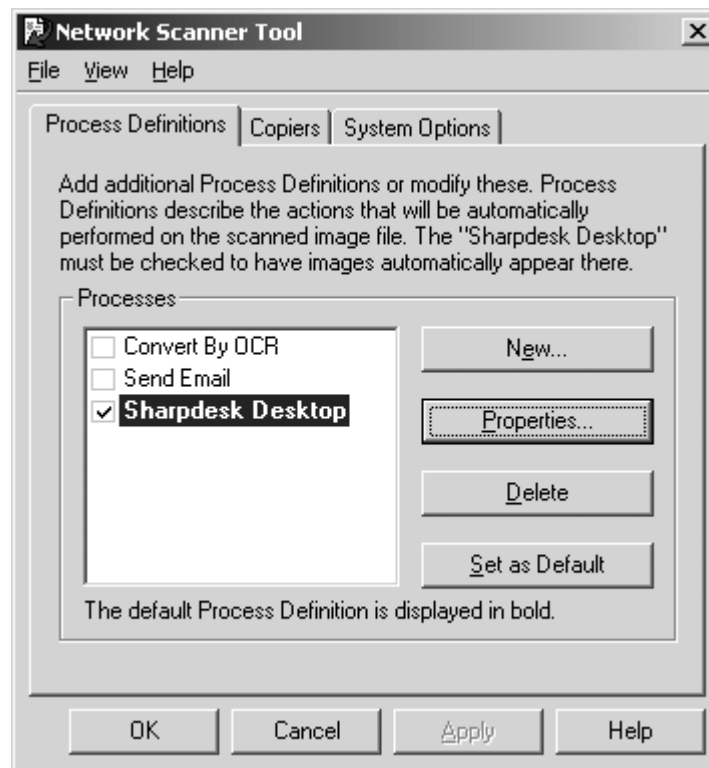 Network Scanner Tool
File View Help
Process Definitions Copiers System Options
Add additional Process Definitions or modify these. Process
Definitions describe the actions that will be automatically
performed on the scanned image file. The "Sharpdesk Desktop"
must be checked to have images automatically appear there.
Processes
Convert By OCR
Send Email
Sharpdesk Desktop
New...
Properties...
Delete
Set as Default
The default Process Definition is displayed in bold.
OK Cancel Apply Help